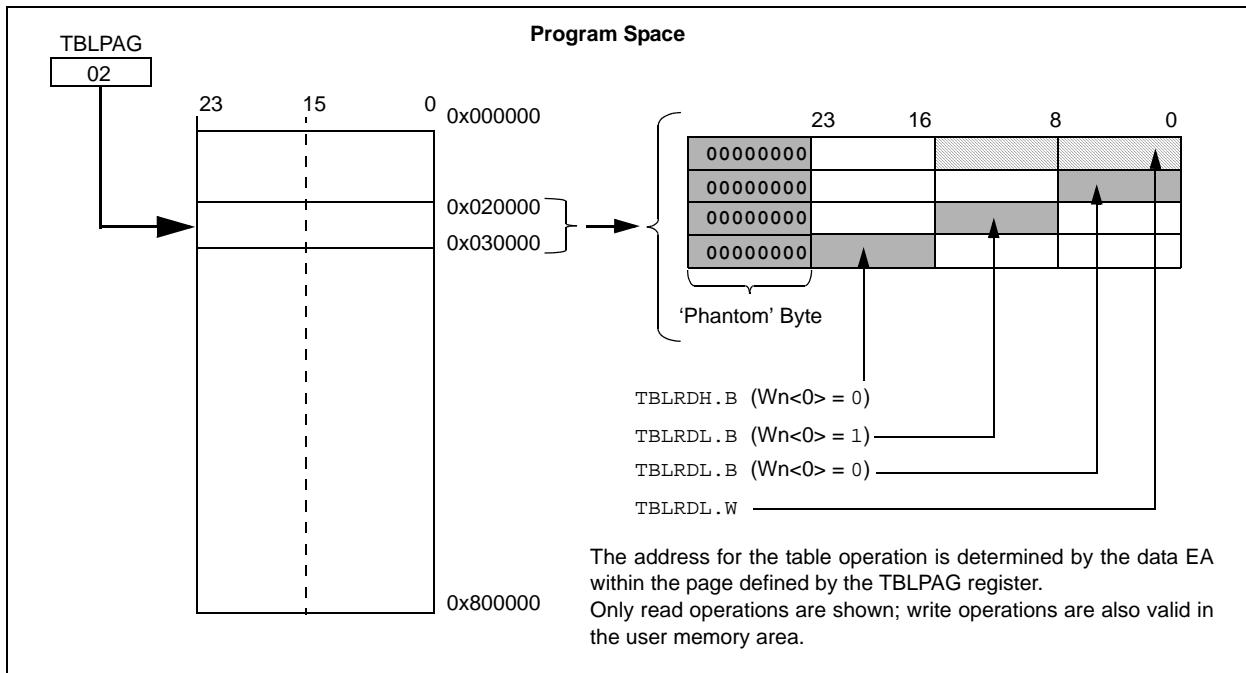 Program Space
TBLPAG
02
23 15 0
0x000000
0x020000
0x030000
0x800000
23 16 8 0
00000000
00000000
00000000
00000000
‘Phantom’ Byte
TBLRDH.B (Wn<0> = 0)
TBLRDL.B (Wn<0> = 1)
TBLRDL.B (Wn<0> = 0)
TBLRDL.W
The address for the table operation is determined by the data EA
within the page defined by the TBLPAG register.
Only read operations are shown; write operations are also valid in
the user memory area.